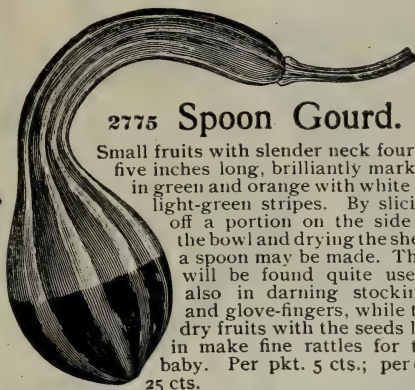 2775 Spoon Gourd.
Small fruits with slender neck four
five inches long, brilliantly mark
in green and orange with white
light-green stripes. By slici
off a portion on the side
the bowl and drying the she
a spoon may be made. Th
will be found quite use
also in darning stockin
and glove-fingers, while t
dry fruits with the seeds l
in make fine rattles for t
baby. Per pkt. 5 cts.; per
25 cts.